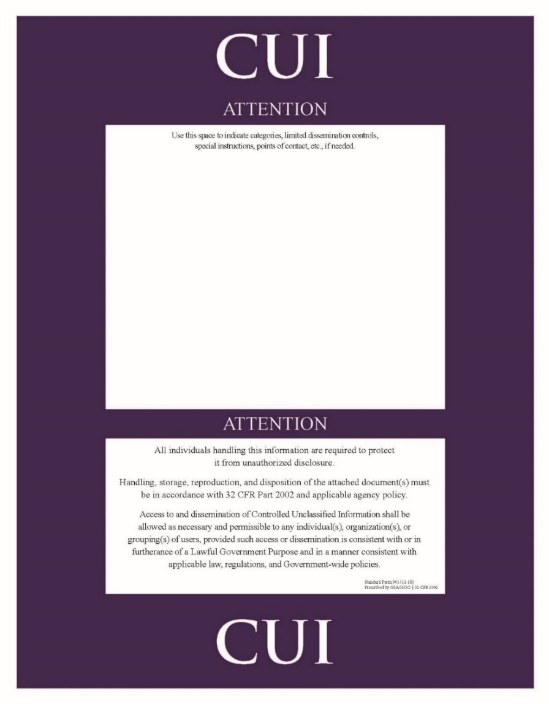 CUI
ATTENTION
Use this space to indicate categories, limited dissemination controls,
special instructions, points of contact, etc., if needed.
ATTENTION
All individuals handling this information are required to protect
it from unauthorized disclosure.
Handling, storage, reproduction, and disposition of the attached document(s) must
be in accordance with 32 CFR Part 2002 and applicable agency policy.
Access to and dissemination of Controlled Unclassified Information shall be
allowed as necessary and permissible to any individual(s), organization(s), or
grouping(s) of users, provided such access or dissemination is consistent with or in
furtherance of a Lawful Government Purpose and in a manner consistent with
applicable law, regulations, and Government-wide policies.
Standard Form 901 (11-18)
Prescribed by GSA/ISOO | 32 CFR 2002
CUI